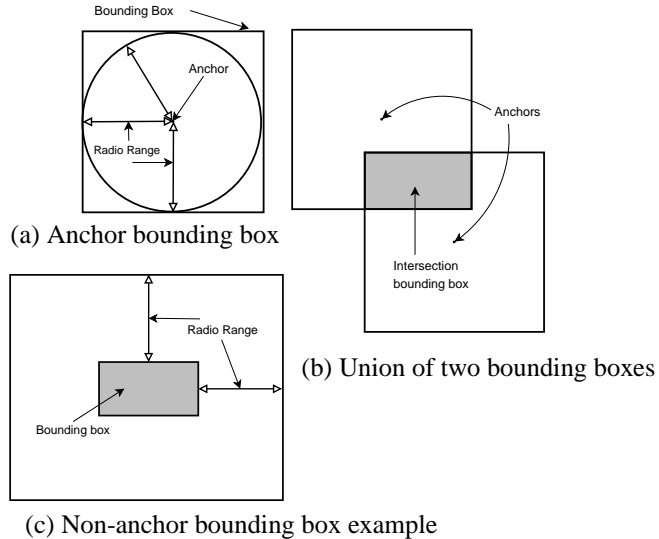 Bounding Box
Anchor
Radio Range
(a) Anchor bounding box
Anchors
Intersection
bounding box
(b) Union of two bounding boxes
Radio Range
Bounding box
(c) Non-anchor bounding box example